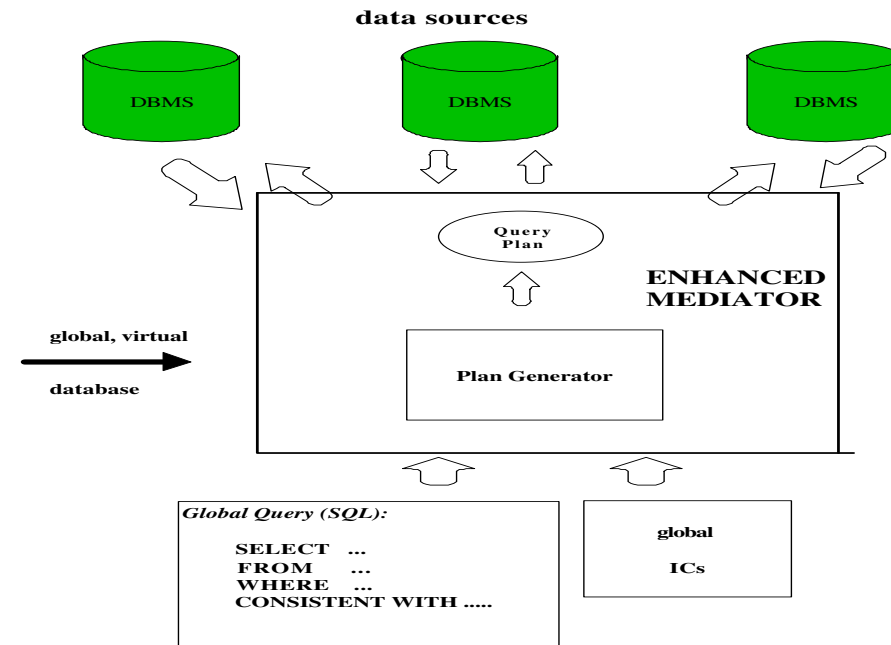 data sources
DBMS
DBMS
DBMS
Query
Plan
ENHANCED
MEDIATOR
global, virtual
database
Plan Generator
Global Query (SQL):
SELECT ...
FROM ...
WHERE ...
CONSISTENT WITH .....
global
ICs